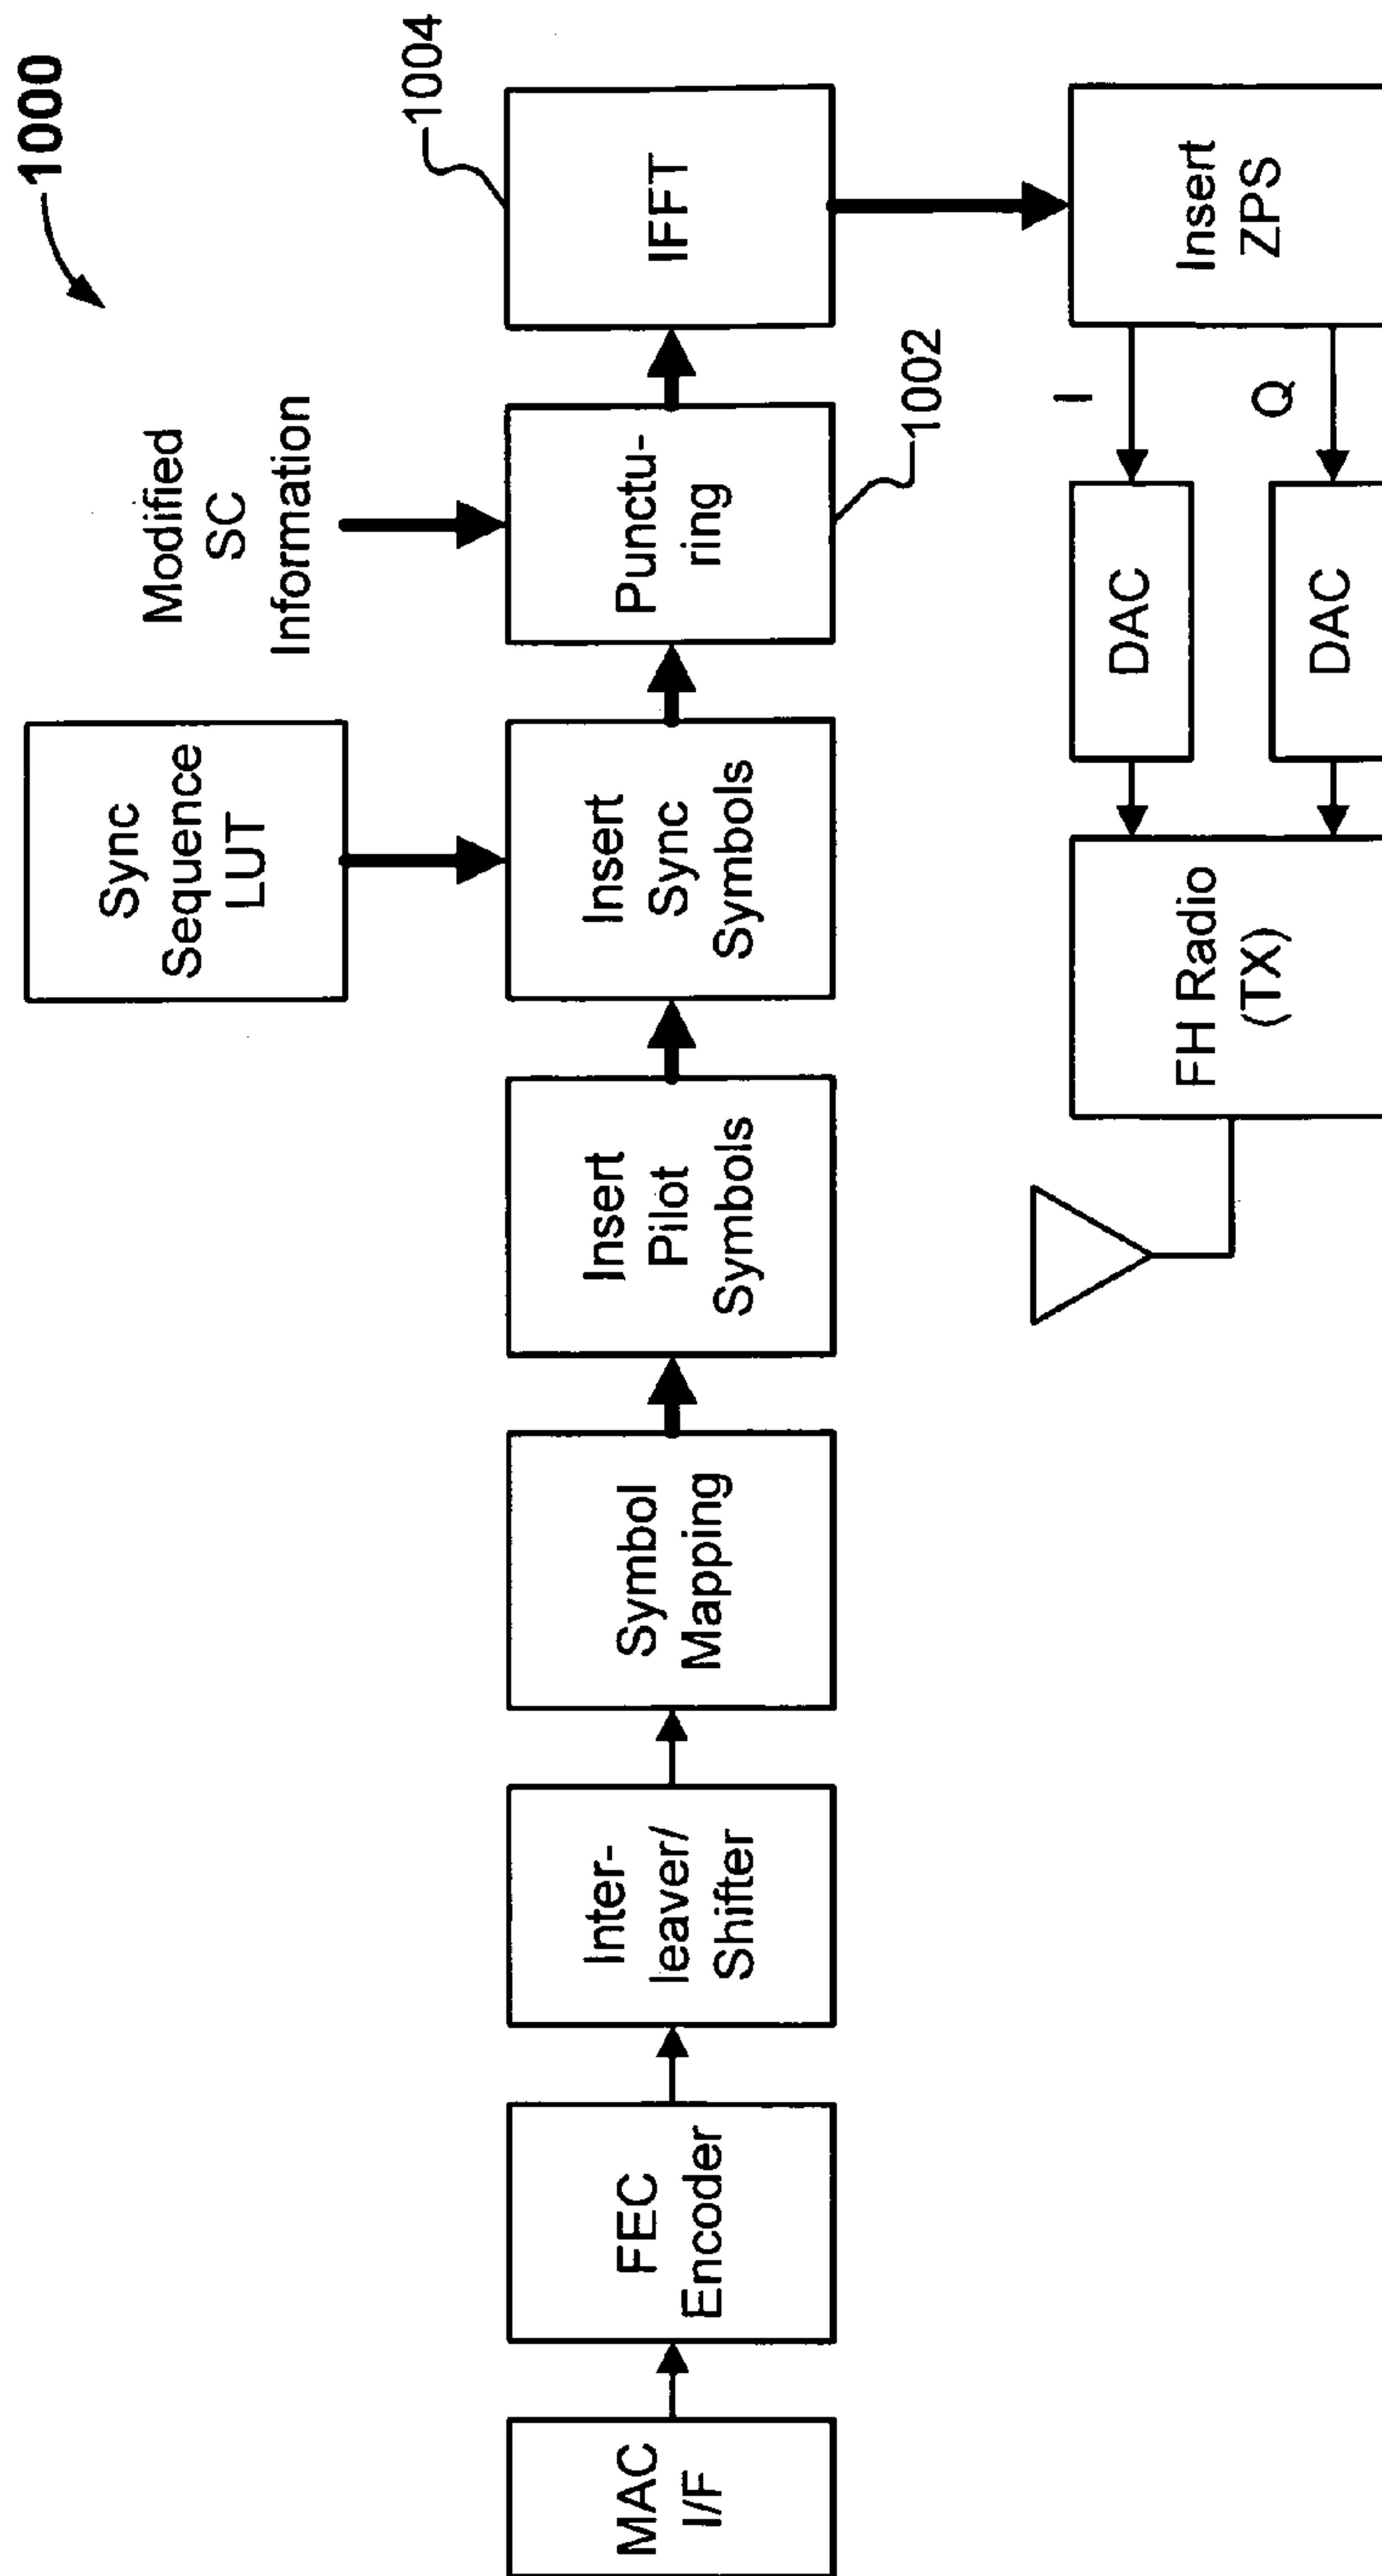 1000
Sync
Sequence
LUT
Modified
SC
Information
1004
MAC
I/F
FEC
Encoder
Inter-
leaver/
Shifter
Symbol
Mapping
Insert
Pilot
Symbols
Insert
Sync
Symbols
Punctu-
ring
IFFT
1002
FH Radio
(TX)
DAC
I
DAC
Q
Insert
ZPS